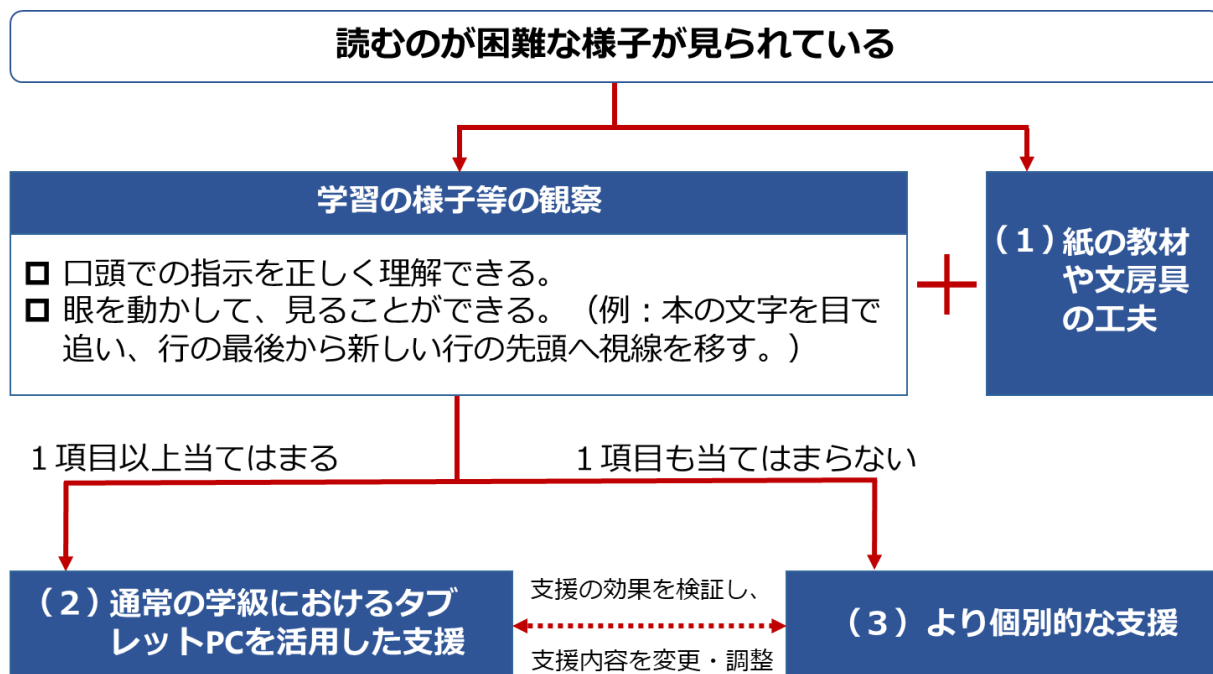 読むのが困難な様子が見られている
学習の様子等の観察
口頭での指示を正しく理解できる。
眼を動かして、見ることができる。（例：本の文字を目で
追い、行の最後から新しい行の先頭へ視線を移す。）
（１）紙の教材
や文房具
の工夫
１項目以上当てはまる
１項目も当てはまらない
（２）通常の学級におけるタブ
レットPCを活用した支援
支援の効果を検証し、
支援内容を変更・調整
（３）より個別的な支援